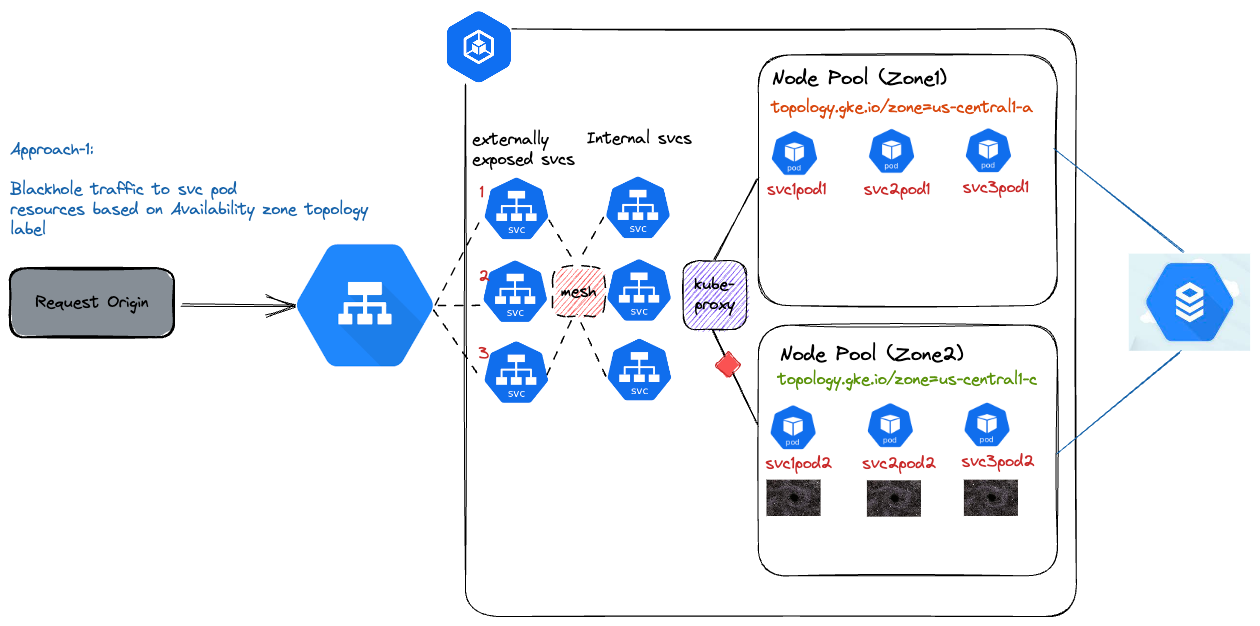 Approach-1:
Blackhole traffic to svc pod
resources based on Availability zone topology
label
Request Origin
externally
exposed svcs
Internal svcs
1
svc
svc
2
svc
mesh
svc
3
svc
svc
kube-
proxy
Node Pool (Zone1)
topology.gke.io/zone=us-central1-a
pod
pod
pod
svc1pod1
svc2pod1
svc3pod1
Node Pool (Zone2)
topology.gke.io/zone=us-central1-c
pod
pod
pod
svc1pod2
svc2pod2
svc3pod2